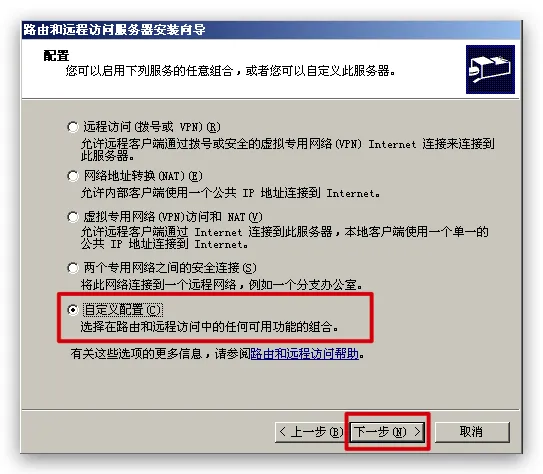 路由和远程访问服务器安装向导
配置
您可以启用下列服务的任意组合，或者您可以自定义此服务器。
远程访问(拨号或 VPN)(R)
允许远程客户端通过拨号或安全的虚拟专用网络(VPN) Internet 连接来连接到
此服务器。
网络地址转换(NAT)(E)
允许内部客户端使用一个公共 IP 地址连接到 Internet。
虚拟专用网络(VPN)访问和 NAT(V)
允许远程客户端通过 Internet 连接到此服务器，本地客户端使用一个单一的
公共 IP 地址连接到 Internet。
两个专用网络之间的安全连接(S)
将此网络连接到一个远程网络，例如一个分支办公室。
自定义配置(C)
选择在路由和远程访问中的任何可用功能的组合。
有关这些选项的更多信息，请参阅路由和远程访问帮助。
< 上一步(B) 下一步(N) > 取消